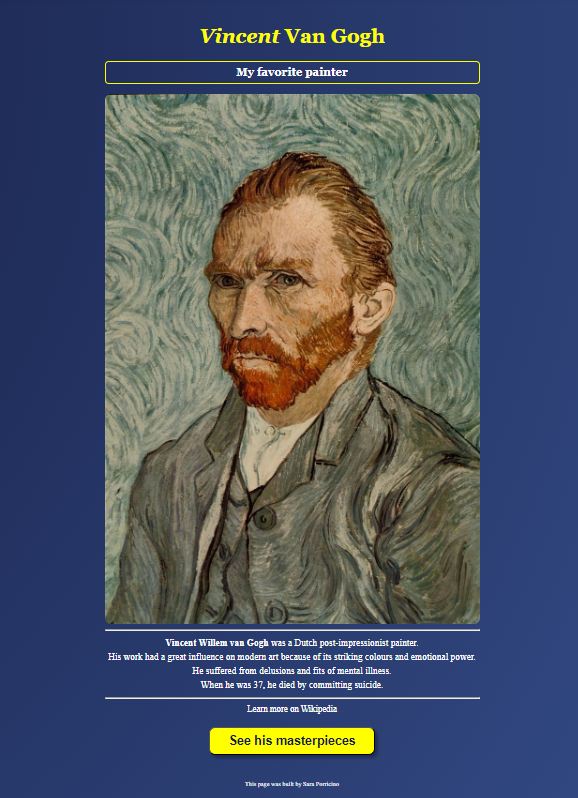 Vincent Van Gogh
My favorite painter
Vincent Willem van Gogh was a Dutch post-impressionist painter.
His work had a great influence on modern art because of its striking colours and emotional power.
He suffered from delusions and fits of mental illness.
When he was 37, he died by committing suicide.
Learn more on Wikipedia
See his masterpieces
This page was built by Sara Porricino